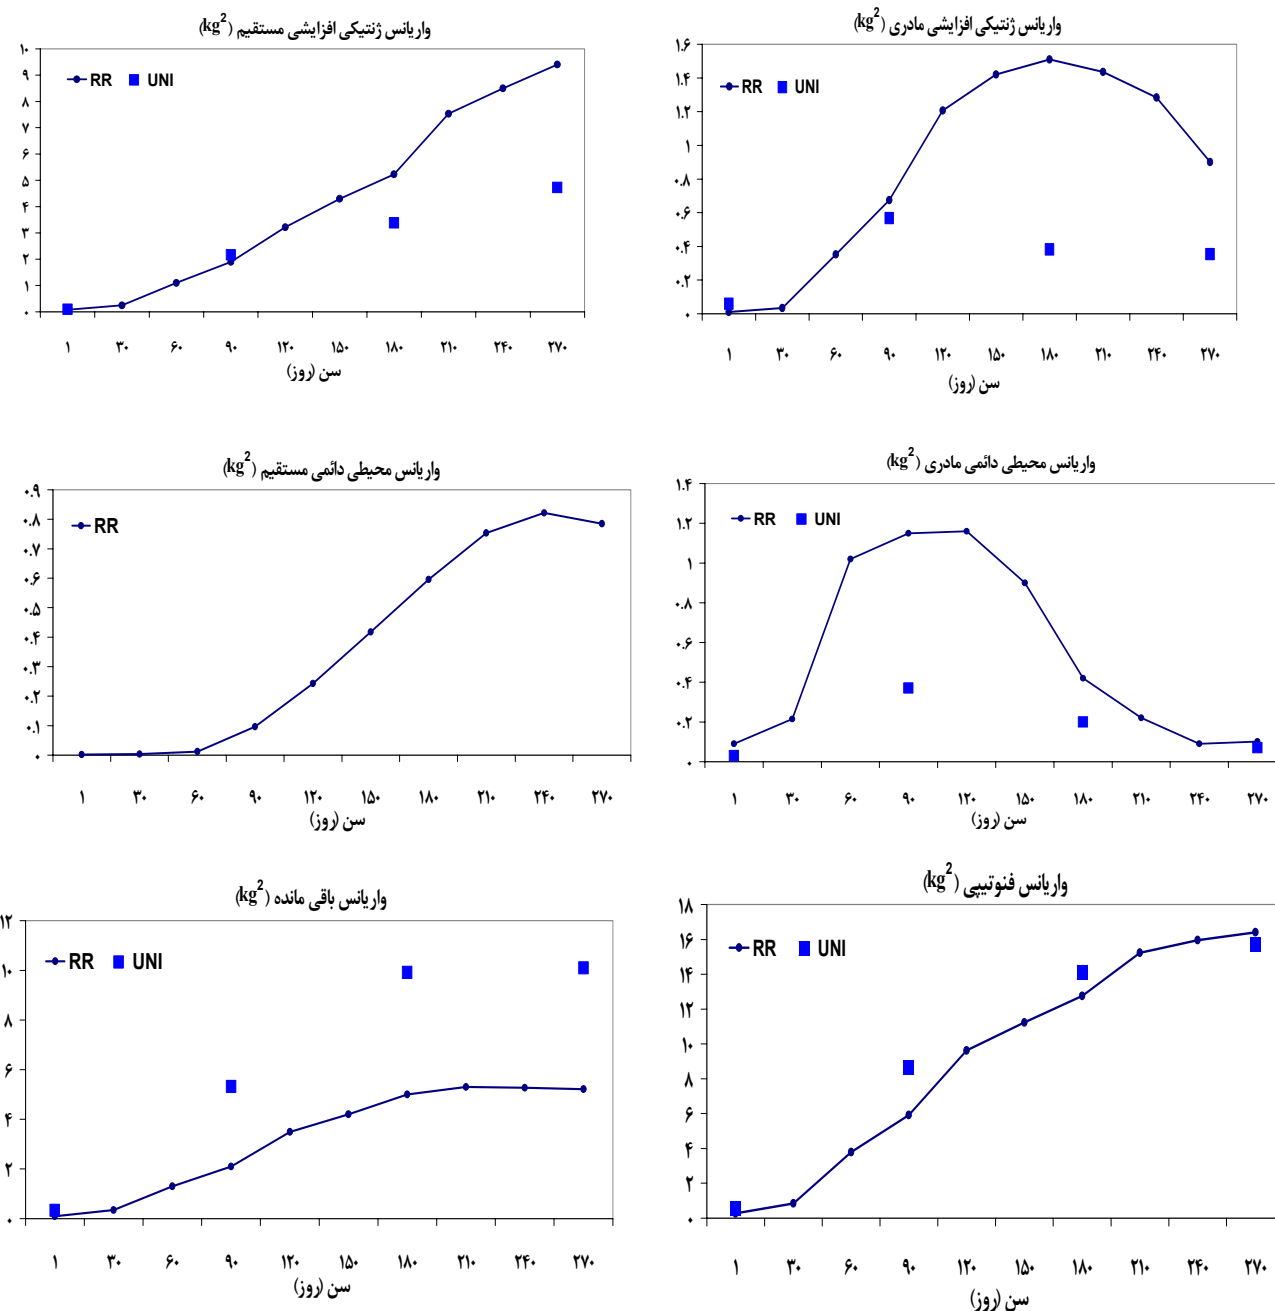 واریانس ژنتیکی افزایشی مستقیم (kg²)
RR UNI
۱۰
۹
۸
۷
۶
۵
۴
۳
۲
۱
۰
۱ ۳۰ ۶۰ ۹۰ ۱۲۰ ۱۵۰ ۱۸۰ ۲۱۰ ۲۴۰ ۲۷۰
سن (روز)
واریانس ژنتیکی افزایشی مادری (kg²)
RR UNI
۱.۶
۱.۴
۱.۲
۱
۰.۸
۰.۶
۰.۴
۰.۲
۰
۱ ۳۰ ۶۰ ۹۰ ۱۲۰ ۱۵۰ ۱۸۰ ۲۱۰ ۲۴۰ ۲۷۰
سن (روز)
واریانس محیطی دائمی مستقیم (kg²)
RR
۰.۹
۰.۸
۰.۷
۰.۶
۰.۵
۰.۴
۰.۳
۰.۲
۰.۱
۰
۱ ۳۰ ۶۰ ۹۰ ۱۲۰ ۱۵۰ ۱۸۰ ۲۱۰ ۲۴۰ ۲۷۰
سن (روز)
واریانس محیطی دائمی مادری (kg²)
RR UNI
۱.۴
۱.۲
۱
۰.۸
۰.۶
۰.۴
۰.۲
۰
۱ ۳۰ ۶۰ ۹۰ ۱۲۰ ۱۵۰ ۱۸۰ ۲۱۰ ۲۴۰ ۲۷۰
سن (روز)
واریانس باقی مانده (kg²)
RR UNI
۱۲
۱۰
۸
۶
۴
۲
۰
۱ ۳۰ ۶۰ ۹۰ ۱۲۰ ۱۵۰ ۱۸۰ ۲۱۰ ۲۴۰ ۲۷۰
سن (روز)
واریانس فنوتیپی (kg²)
RR UNI
۱۸
۱۶
۱۴
۱۲
۱۰
۸
۶
۴
۲
۰
۱ ۳۰ ۶۰ ۹۰ ۱۲۰ ۱۵۰ ۱۸۰ ۲۱۰ ۲۴۰ ۲۷۰
سن (روز)